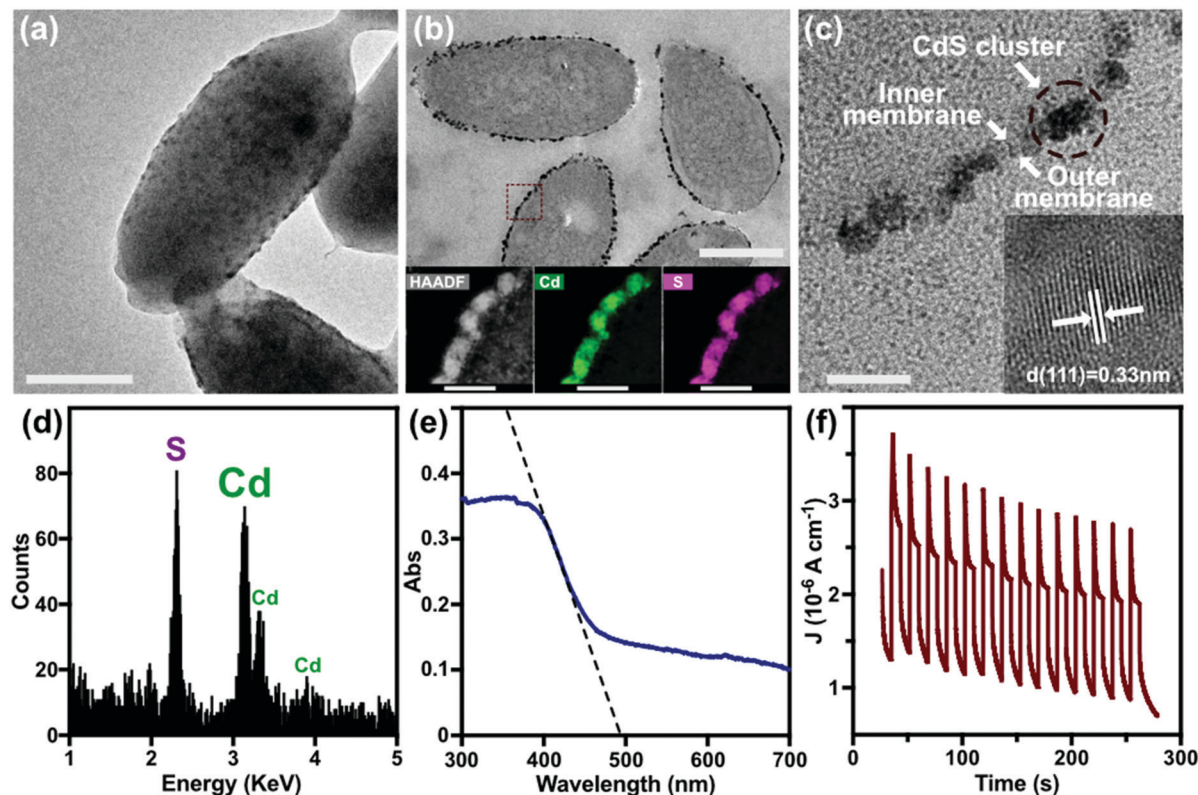 (a)
(b)
HAADF
Cd
S
(c)
CdS cluster
Inner
membrane
Outer
membrane
d(111)=0.33nm
(d)
S
Cd
Cd
Cd
80
60
40
20
0
Counts
1
2
3
4
5
Energy (KeV)
(e)
0.4
0.3
0.2
0.1
0
Abs
300
400
500
600
700
Wavelength (nm)
(f)
3
2
1
J (10⁻⁶ A cm⁻¹)
0
100
200
300
Time (s)